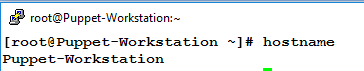 root@Puppet-Workstation:~
[root@Puppet-Workstation ~]# hostname
Puppet-Workstation